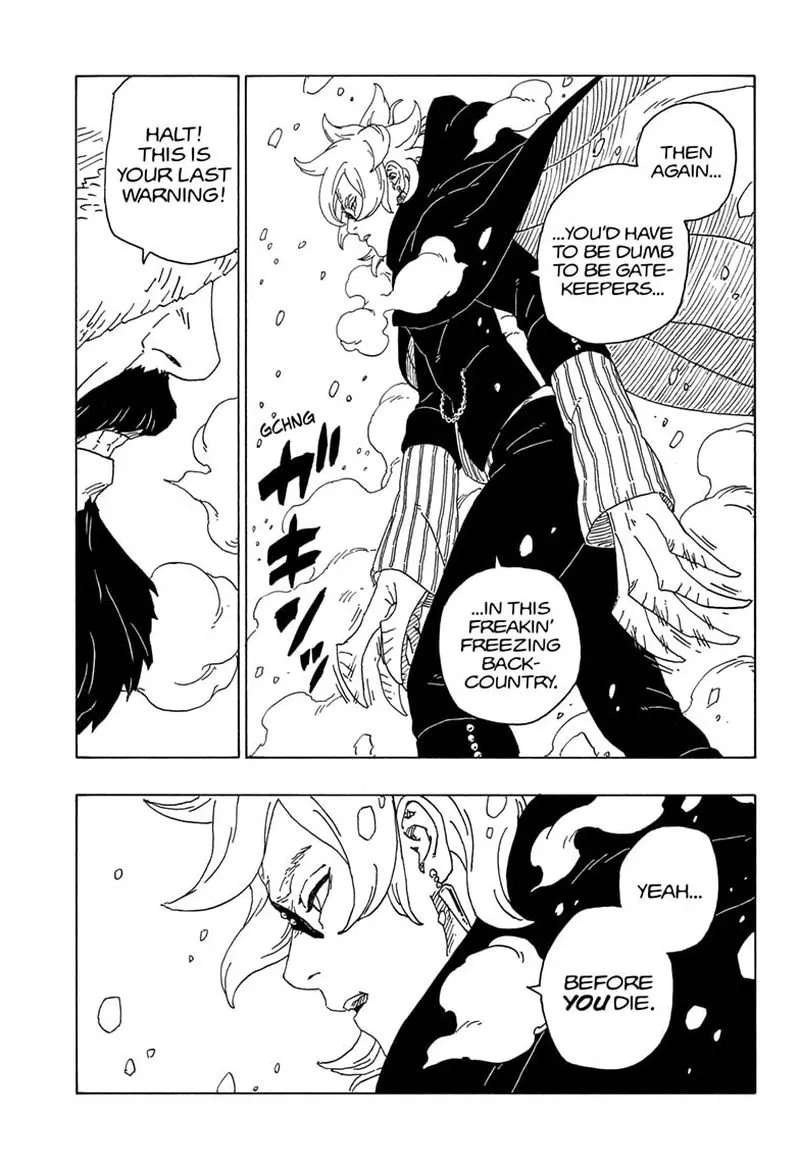 THEN
AGAIN...
...YOU'D HAVE
TO BE DUMB
TO BE GATE-
KEEPERS...
GCHNG
ガキンッ
...IN THIS
FREAKIN'
FREEZING
BACK-
COUNTRY.
HALT!
THIS IS
YOUR LAST
WARNING!
YEAH...
BEFORE
YOU DIE.